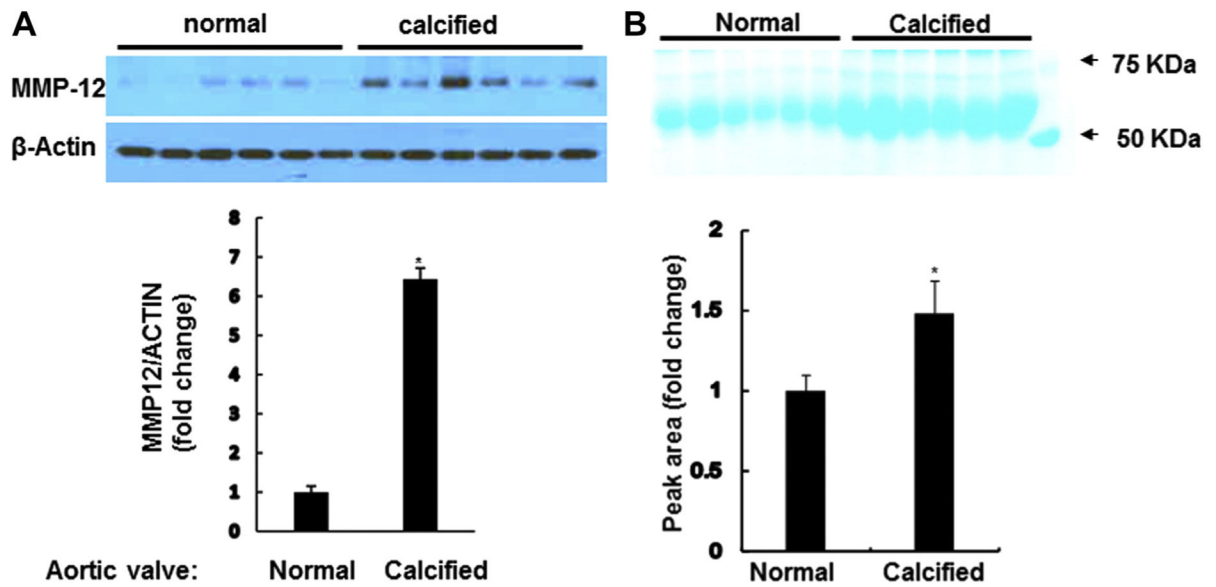 A
normal
calcified
MMP-12
β-Actin
8
7
6
5
4
3
2
1
0
MMP12/ACTIN
(fold change)
*
Aortic valve:
Normal
Calcified
B
Normal
Calcified
75 KDa
50 KDa
2
1.5
1
0.5
0
Peak area (fold change)
*
Normal
Calcified